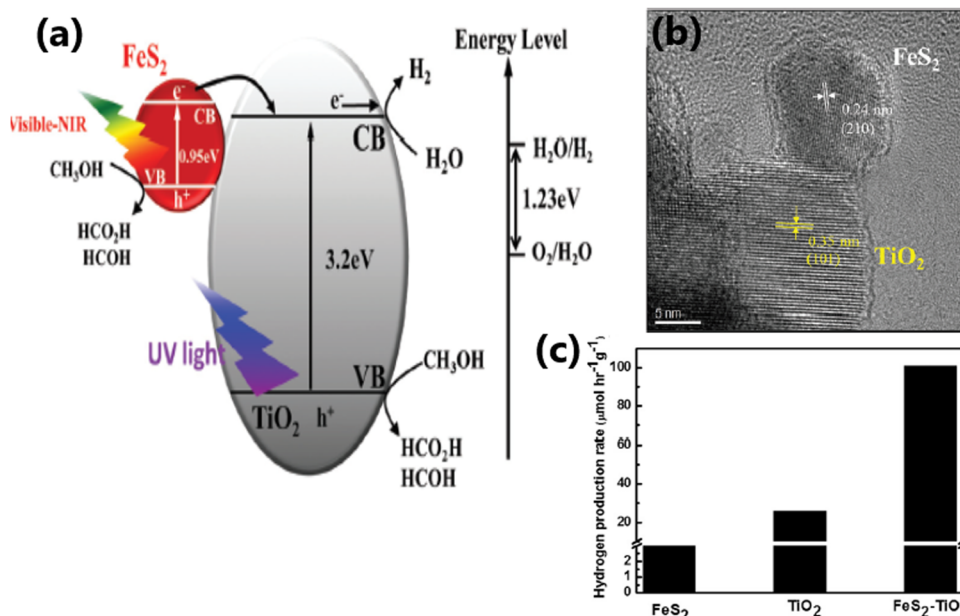 (a)
FeS2
e-
CB
Visible-NIR
0.95eV
CH3OH
VB
h+
HCO2H
HCOH
H2
e-
CB
H2O
3.2eV
UV light
VB
TiO2 h+
CH3OH
HCO2H
HCOH
Energy Level
H2O/H2
1.23eV
O2/H2O
(b)
FeS2
0.24 nm
(210)
0.35 nm
(101)
TiO2
5 nm
(c)
Hydrogen production rate (μmol hr-1g-1)
100
80
60
40
20
2
1
0
FeS2
TiO2
FeS2-TiO